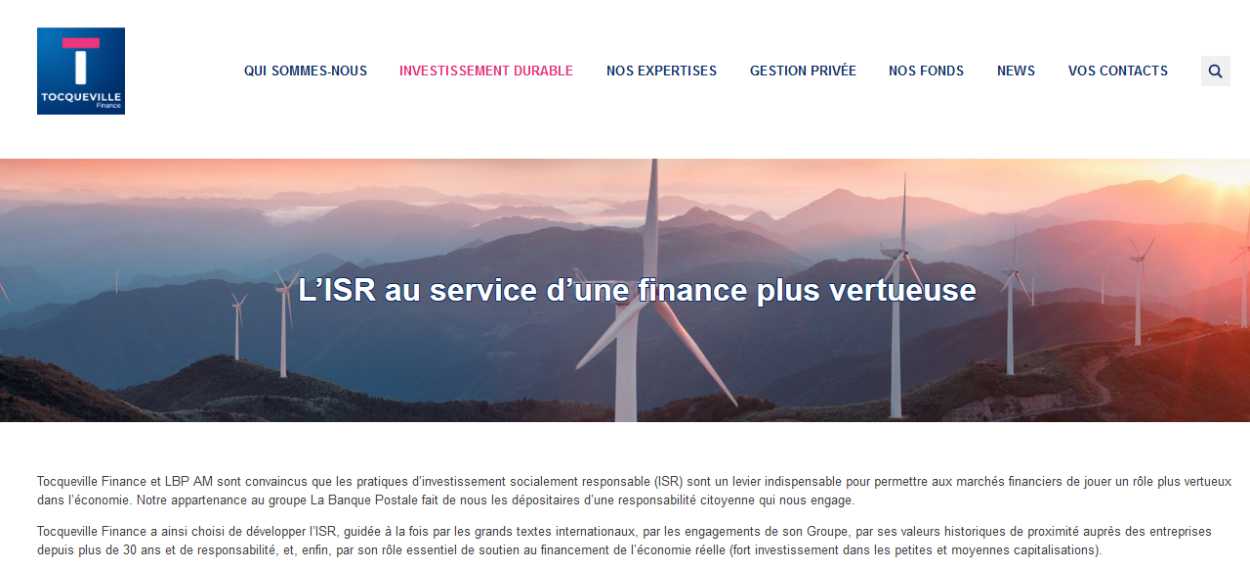 TOCQUEVILLE
Finance
QUI SOMMES-NOUS INVESTISSEMENT DURABLE NOS EXPERTISES GESTION PRIVÉE NOS FONDS NEWS VOS CONTACTS
L'ISR au service d'une finance plus vertueuse
Tocqueville Finance et LBP AM sont convaincus que les pratiques d'investissement socialement responsable (ISR) sont un levier indispensable pour permettre aux marchés financiers de jouer un rôle plus vertueux
dans l'économie. Notre appartenance au groupe La Banque Postale fait de nous les dépositaires d'une responsabilité citoyenne qui nous engage.
Tocqueville Finance a ainsi choisi de développer l'ISR, guidée à la fois par les grands textes internationaux, par les engagements de son Groupe, par ses valeurs historiques de proximité auprès des entreprises
depuis plus de 30 ans et de responsabilité, et, enfin, par son rôle essentiel de soutien au financement de l'économie réelle (fort investissement dans les petites et moyennes capitalisations).